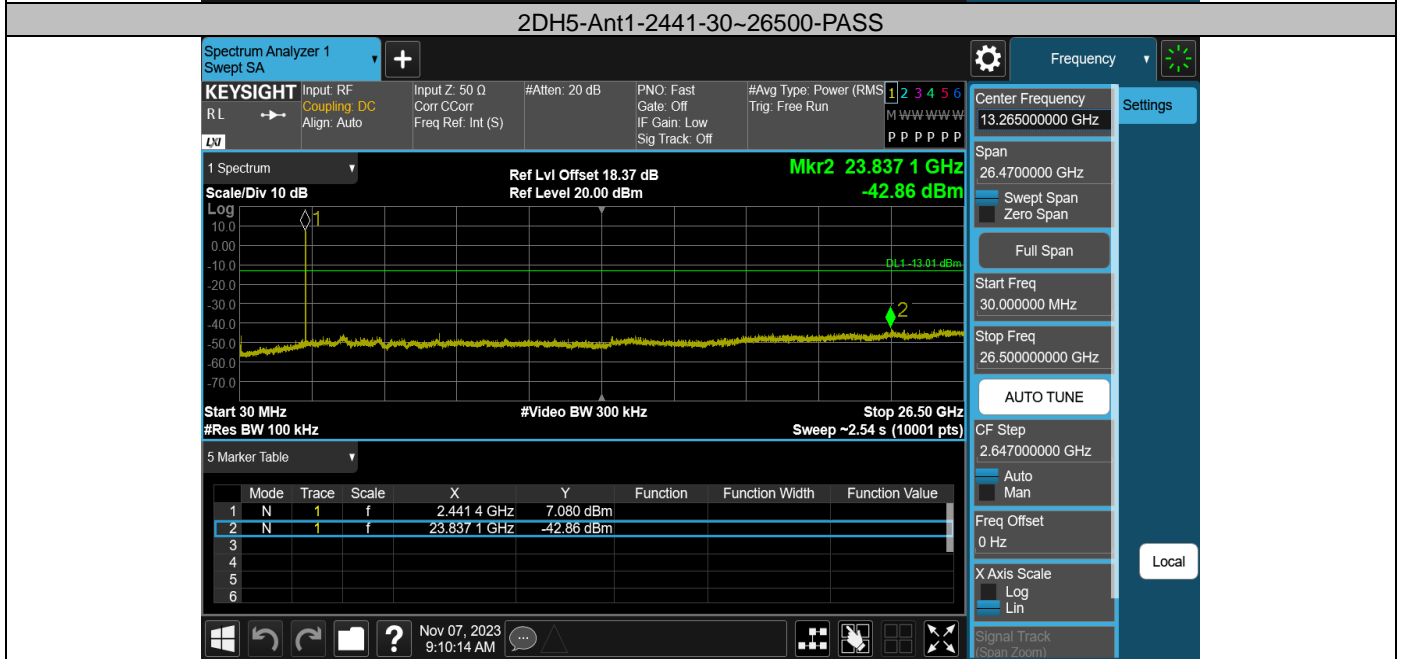 2DH5-Ant1-2441-30~26500-PASS
Spectrum Analyzer 1
Swept SA
Frequency
KEYSIGHT
RL
LXI
Input: RF
Coupling: DC
Align: Auto
Input Z: 50 Ω
Corr CCorr
Freq Ref: Int (S)
#Atten: 20 dB
PNO: Fast
Gate: Off
IF Gain: Low
Sig Track: Off
#Avg Type: Power (RMS
Trig: Free Run
1 2 3 4 5 6
M W W W W W
P P P P P P
1 Spectrum
Scale/Div 10 dB
Ref Lvl Offset 18.37 dB
Ref Level 20.00 dBm
Mkr2 23.837 1 GHz
-42.86 dBm
Log
10.0
0.00
-10.0
-20.0
-30.0
-40.0
-50.0
-60.0
-70.0
1
DL1 -13.01 dBm
2
Start 30 MHz
#Res BW 100 kHz
#Video BW 300 kHz
Stop 26.50 GHz
Sweep ~2.54 s (10001 pts)
5 Marker Table
Mode Trace Scale X Y Function Function Width Function Value
1 N 1 f 2.441 4 GHz 7.080 dBm
2 N 1 f 23.837 1 GHz -42.86 dBm
3
4
5
6
?
Nov 07, 2023
9:10:14 AM
Center Frequency
13.265000000 GHz
Settings
Span
26.4700000 GHz
Swept Span
Zero Span
Full Span
Start Freq
30.000000 MHz
Stop Freq
26.500000000 GHz
AUTO TUNE
CF Step
2.647000000 GHz
Auto
Man
Freq Offset
0 Hz
Local
X Axis Scale
Log
Lin
Signal Track
(Span Zoom)